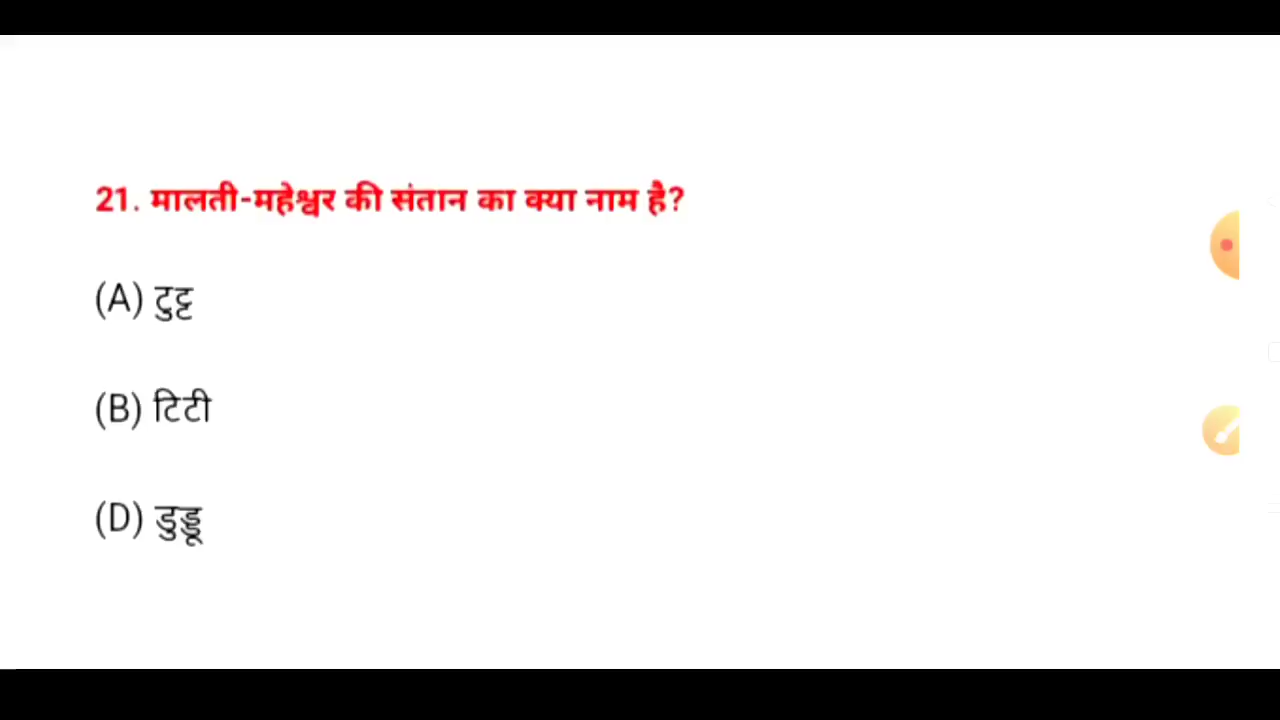 21. मालती-महेश्वर की संतान का क्या नाम है?
(A) टुट्ट
(B) टिटी
(D) डुड्डू